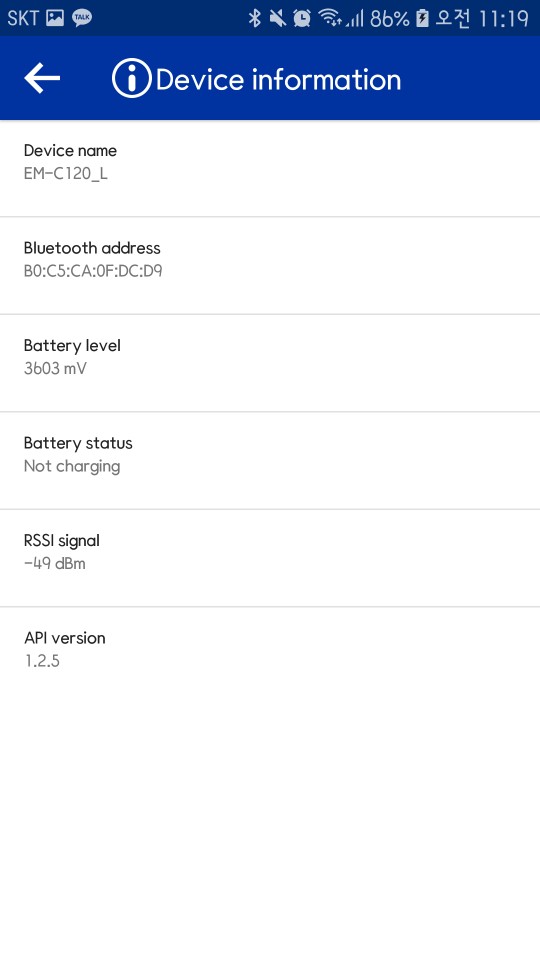 SKT TALK 86% 오전 11:19
Device information
Device name
EM-C120_L
Bluetooth address
B0:C5:CA:0F:DC:D9
Battery level
3603 mV
Battery status
Not charging
RSSI signal
-49 dBm
API version
1.2.5